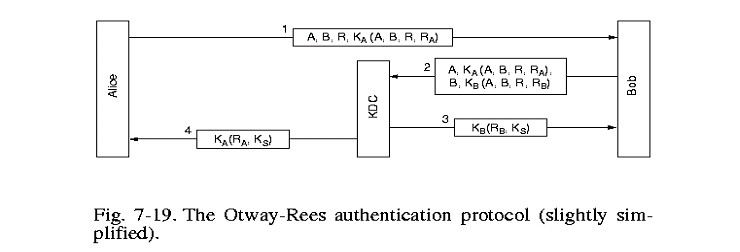 1
A, B, R, KA (A, B, R, RA)
Alice
2
A, KA (A, B, R, RA),
B, KB (A, B, R, RB)
KDC
Bob
4
KA (RA, KS)
3
KB (RB, KS)
Fig. 7-19. The Otway-Rees authentication protocol (slightly sim-
plified).